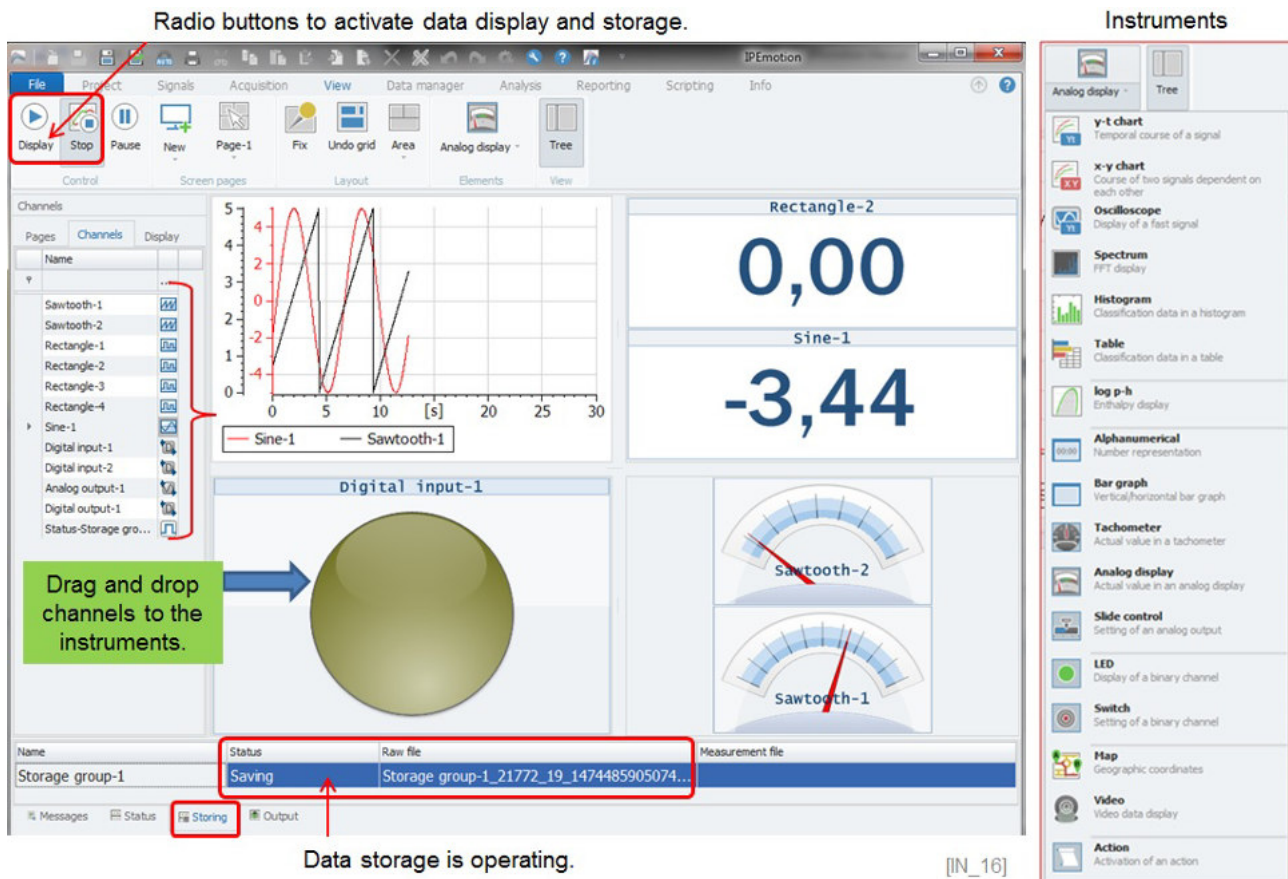 Radio buttons to activate data display and storage.
Instruments
IPEmotion
File Project Signals Acquisition View Data manager Analysis Reporting Scripting Info
Display Stop Pause New Page-1 Fix Undo grid Area Analog display Tree
Control Screen pages Layout Elements View
Channels
Pages Channels Display
Name
...
Sawtooth-1
Sawtooth-2
Rectangle-1
Rectangle-2
Rectangle-3
Rectangle-4
Sine-1
Digital input-1
Digital input-2
Analog output-1
Digital output-1
Status-Storage gro...
5
4
3
2
1
0
4
2
0
-2
-4
0 5 10 [s] 20 25 30
Sine-1 Sawtooth-1
Rectangle-2
0,00
Sine-1
-3,44
Digital input-1
Sawtooth-2
Sawtooth-1
Drag and drop
channels to the
instruments.
Name Status Raw file Measurement file
Storage group-1 Saving Storage group-1_21772_19_1474485905074...
Messages Status Storing Output
Data storage is operating.
[IN_16]
Analog display Tree
y-t chart
Temporal course of a signal
Yt
x-y chart
Course of two signals dependent on
each other
XY
Oscilloscope
Display of a fast signal
Yt
Spectrum
FFT display
Histogram
Classification data in a histogram
Table
Classification data in a table
log p-h
Enthalpy display
Alphanumerical
Number representation
00:00
Bar graph
Vertical/horizontal bar graph
Tachometer
Actual value in a tachometer
Analog display
Actual value in an analog display
Slide control
Setting of an analog output
LED
Display of a binary channel
Switch
Setting of a binary channel
Map
Geographic coordinates
Video
Video data display
Action
Activation of an action